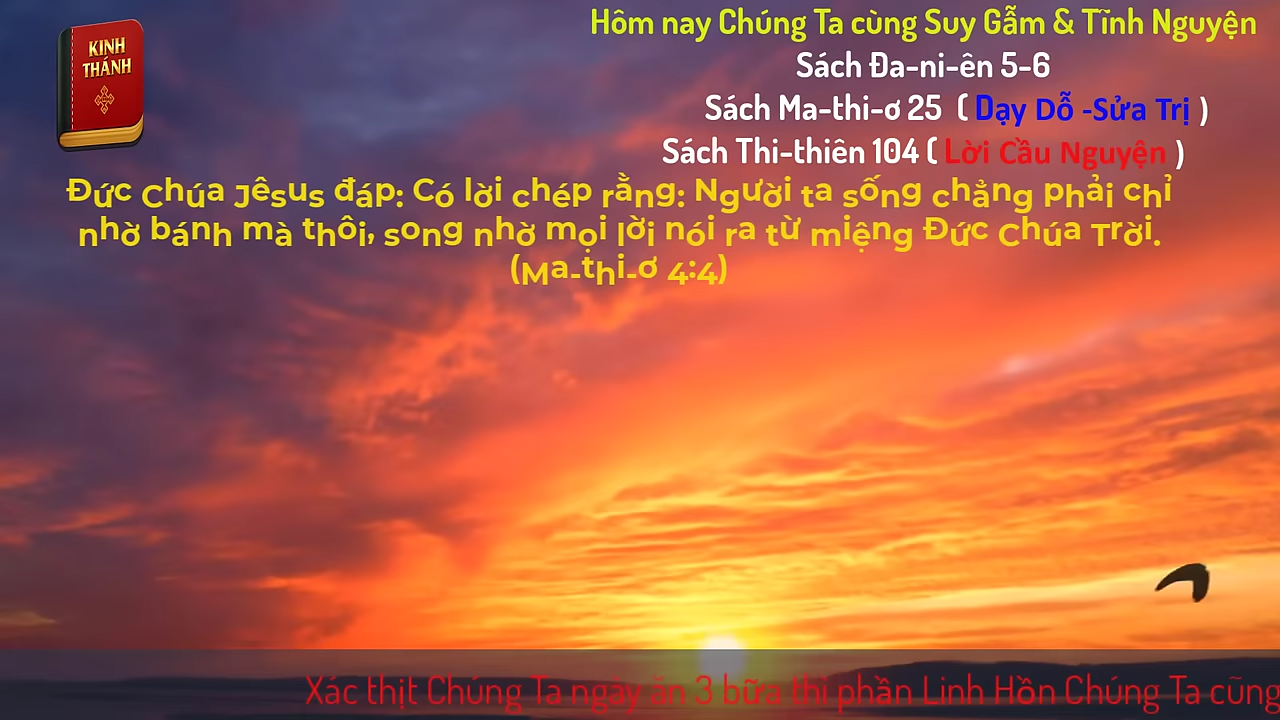 KINH
THÁNH
Hôm nay Chúng Ta cùng Suy Gẫm & Tĩnh Nguyện
Sách Đa-ni-ên 5-6
Sách Ma-thi-ơ 25 ( Dạy Dỗ -Sửa Trị )
Sách Thi-thiên 104 ( Lời Cầu Nguyện )
Đức Chúa Jêsus đáp: Có lời chép rằng: Người ta sống chẳng phải chỉ
nhờ bánh mà thôi, song nhờ mọi lời nói ra từ miệng Đức Chúa Trời.
(Ma-thi-ơ 4:4)
Xác thịt Chúng Ta ngày ăn 3 bữa thì phần Linh Hồn Chúng Ta cũng